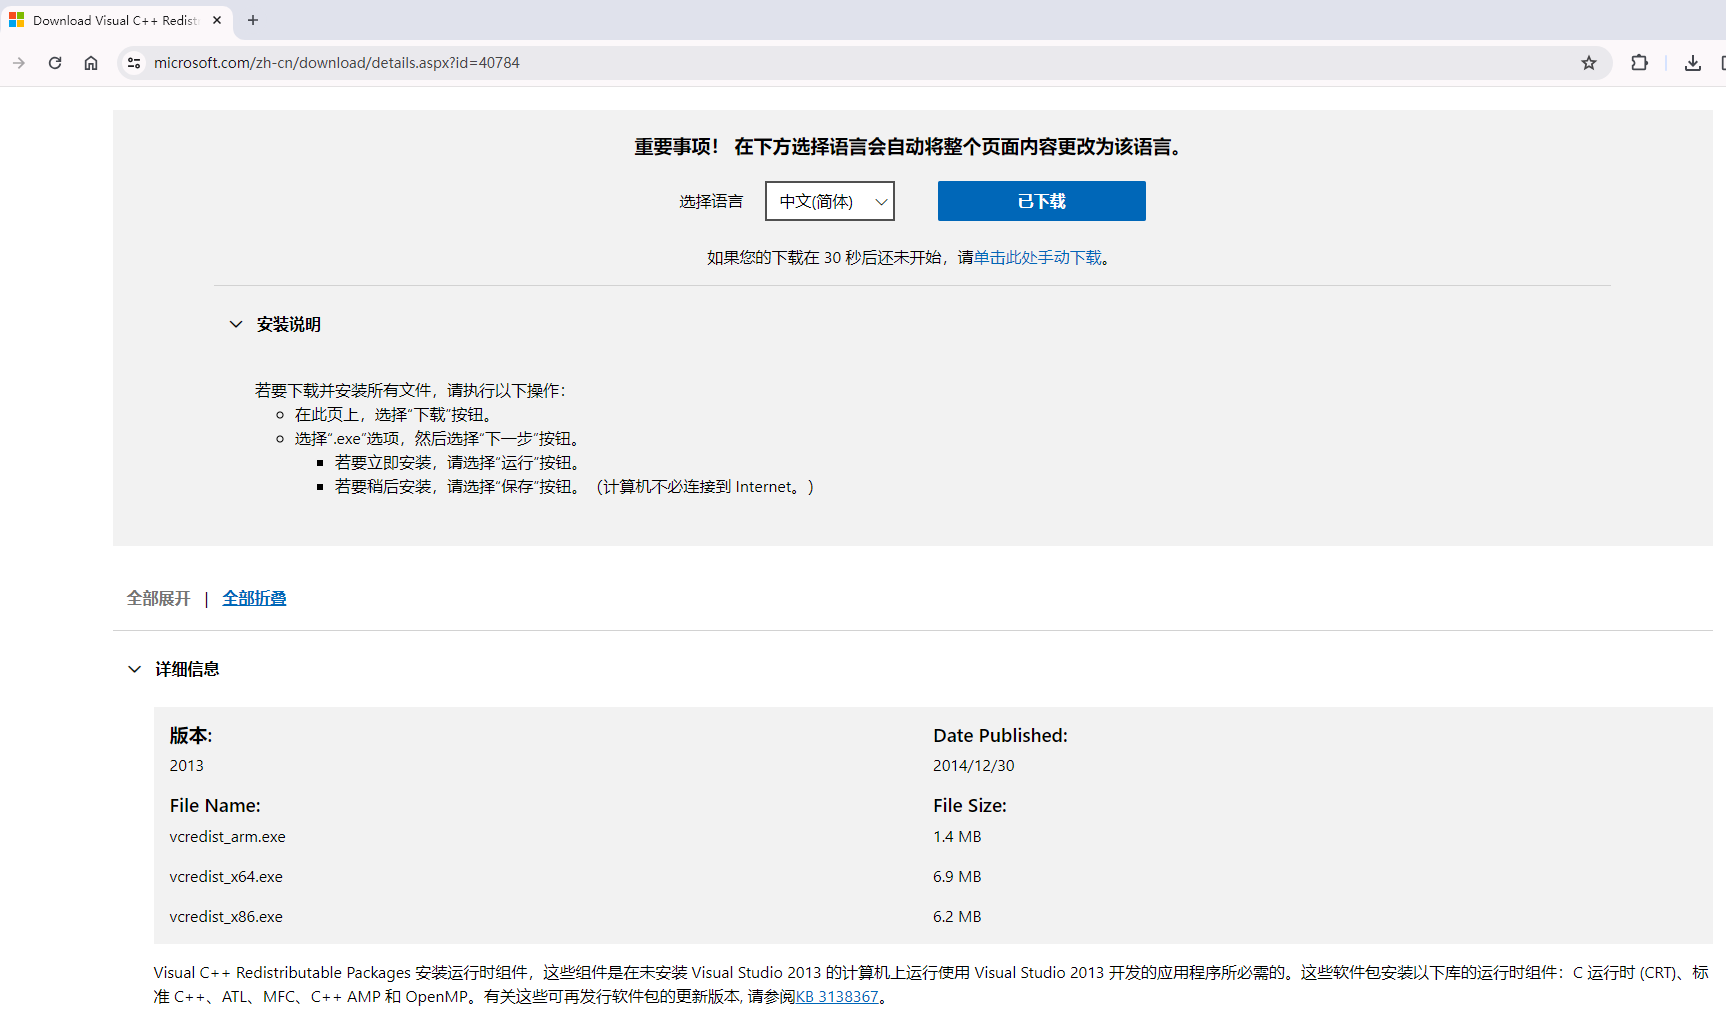 Download Visual C++ Redist
microsoft.com/zh-cn/download/details.aspx?id=40784
重要事项! 在下方选择语言会自动将整个页面内容更改为该语言。
选择语言
中文(简体)
已下载
如果您的下载在 30 秒后还未开始，请单击此处手动下载。
安装说明
若要下载并安装所有文件，请执行以下操作：
在此页上，选择“下载”按钮。
选择“.exe”选项，然后选择“下一步”按钮。
若要立即安装，请选择“运行”按钮。
若要稍后安装，请选择“保存”按钮。（计算机不必连接到 Internet。）
全部展开 | 全部折叠
详细信息
版本:
Date Published:
2013
2014/12/30
File Name:
File Size:
vcredist_arm.exe
1.4 MB
vcredist_x64.exe
6.9 MB
vcredist_x86.exe
6.2 MB
Visual C++ Redistributable Packages 安装运行时组件，这些组件是在未安装 Visual Studio 2013 的计算机上运行使用 Visual Studio 2013 开发的应用程序所必需的。这些软件包安装以下库的运行时组件：C 运行时 (CRT)、标
准 C++、ATL、MFC、C++ AMP 和 OpenMP。有关这些可再发行软件包的更新版本, 请参阅KB 3138367。